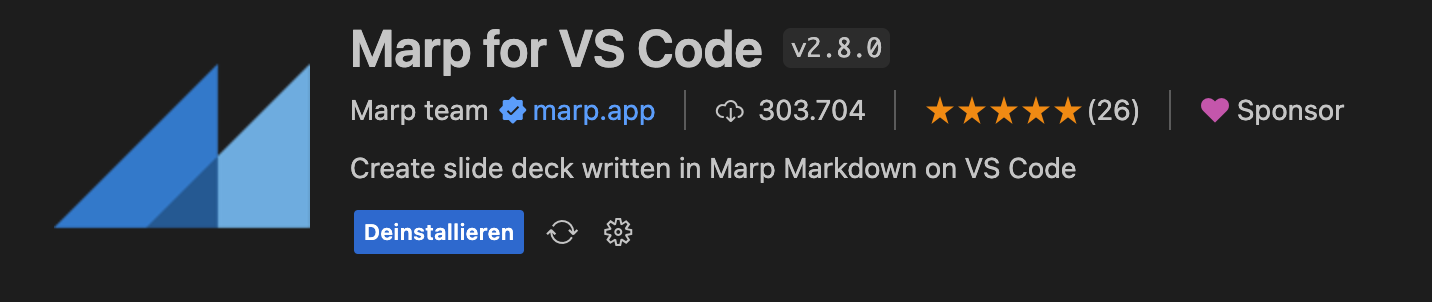 Marp for VS Code v2.8.0
Marp team marp.app 303.704 (26) Sponsor
Create slide deck written in Marp Markdown on VS Code
Deinstallieren